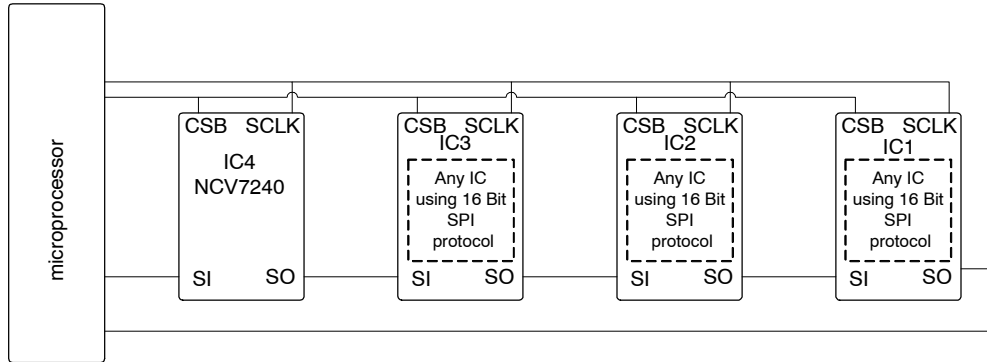 microprocessor
CSB SCLK
IC4
NCV7240
SI SO
CSB SCLK
IC3
Any IC
using 16 Bit
SPI
protocol
SI SO
CSB SCLK
IC2
Any IC
using 16 Bit
SPI
protocol
SI SO
CSB SCLK
IC1
Any IC
using 16 Bit
SPI
protocol
SI SO